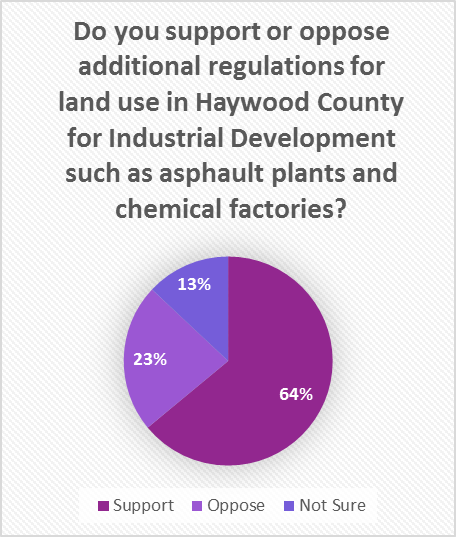 Do you support or oppose
additional regulations for
land use in Haywood County
for Industrial Development
such as asphault plants and
chemical factories?
13%
23%
64%
Support Oppose Not Sure